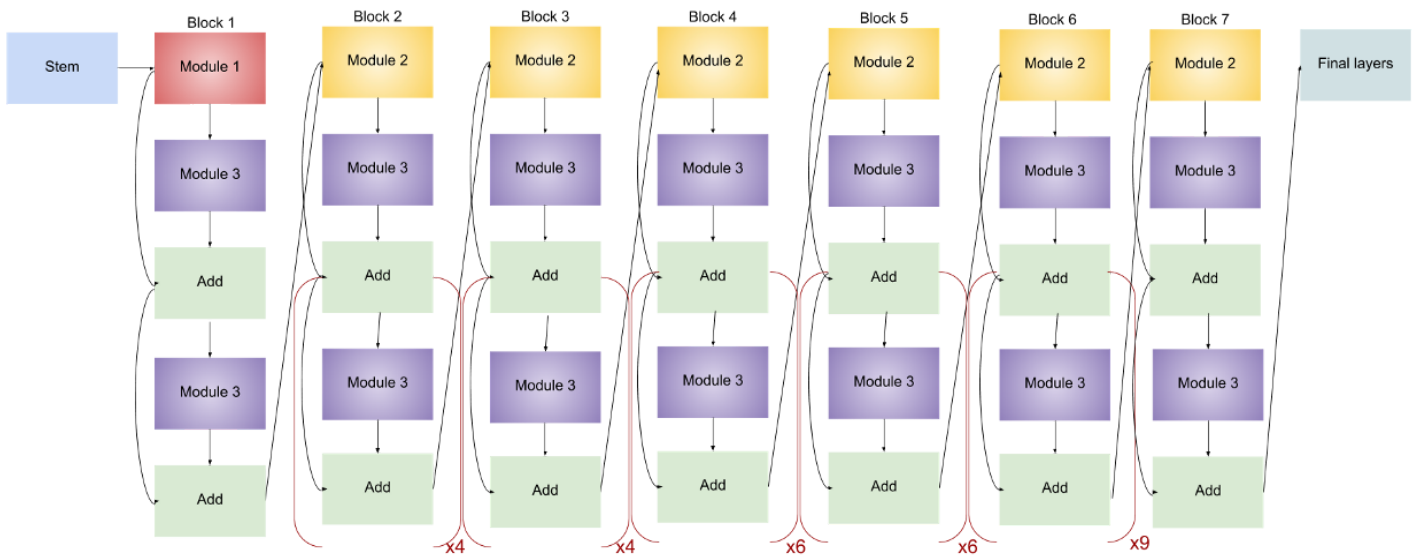 Stem
Block 1
Module 1
Module 3
Add
Module 3
Add
Block 2
Module 2
Module 3
Add
Module 3
Add
x4
Block 3
Module 2
Module 3
Add
Module 3
Add
x4
Block 4
Module 2
Module 3
Add
Module 3
Add
x6
Block 5
Module 2
Module 3
Add
Module 3
Add
x6
Block 6
Module 2
Module 3
Add
Module 3
Add
x9
Block 7
Module 2
Module 3
Add
Module 3
Add
Final layers